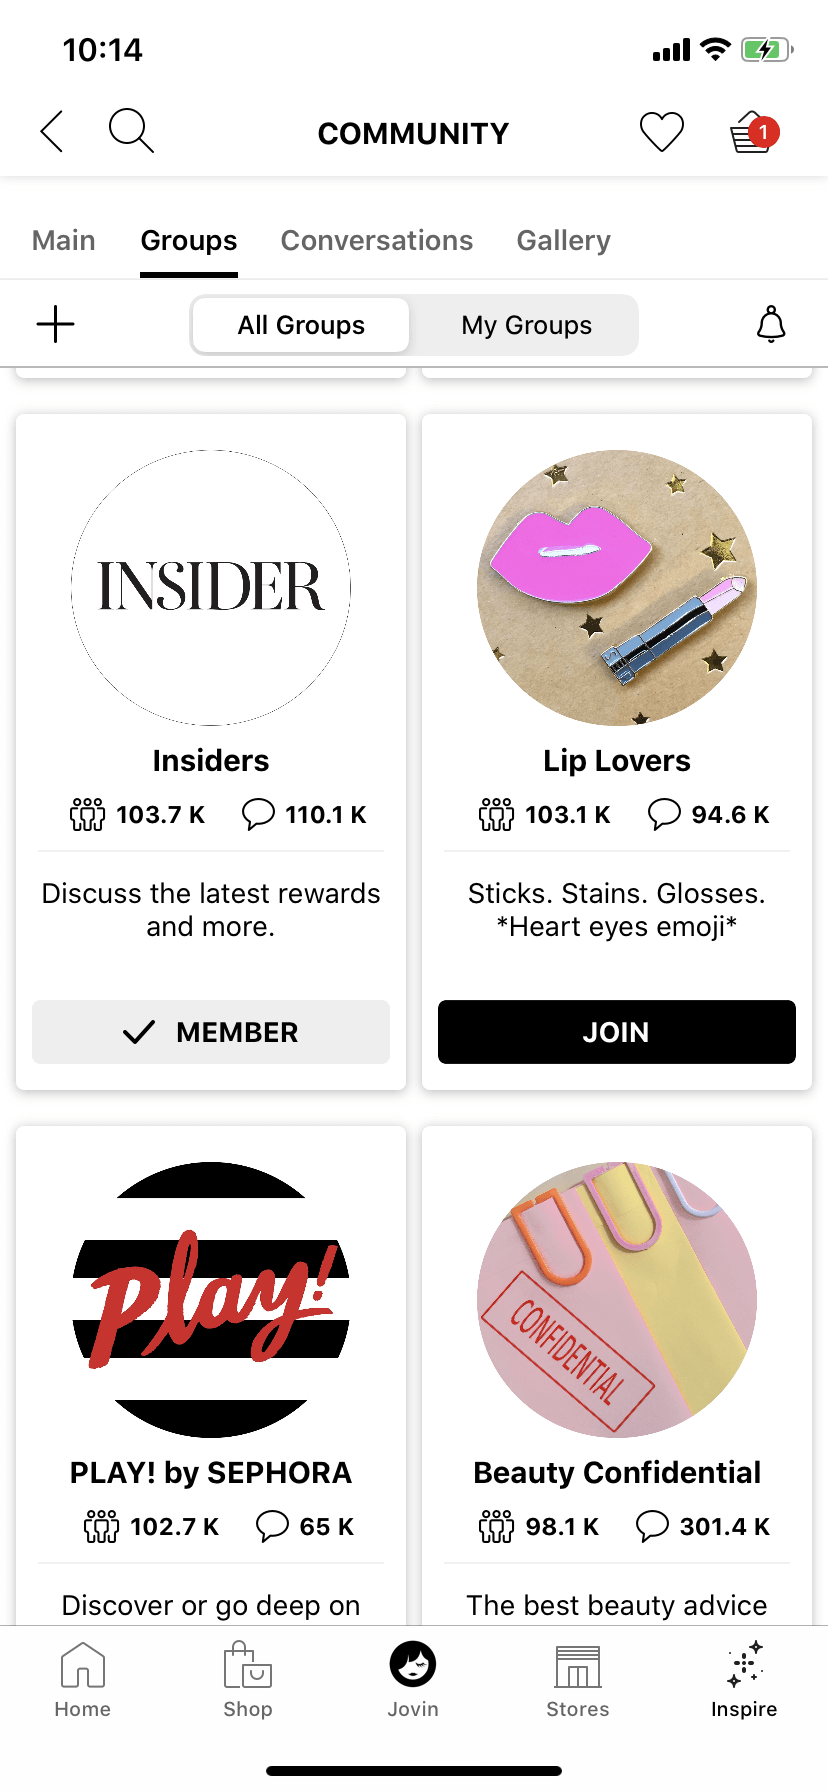 10:14
COMMUNITY
1
Main Groups Conversations Gallery
All Groups My Groups
INSIDER
Insiders
103.7 K 110.1 K
Discuss the latest rewards
and more.
MEMBER
Lip Lovers
103.1 K 94.6 K
Sticks. Stains. Glosses.
*Heart eyes emoji*
JOIN
Play!
PLAY! by SEPHORA
102.7 K 65 K
Discover or go deep on
CONFIDENTIAL
Beauty Confidential
98.1 K 301.4 K
The best beauty advice
Home Shop Jovin Stores Inspire